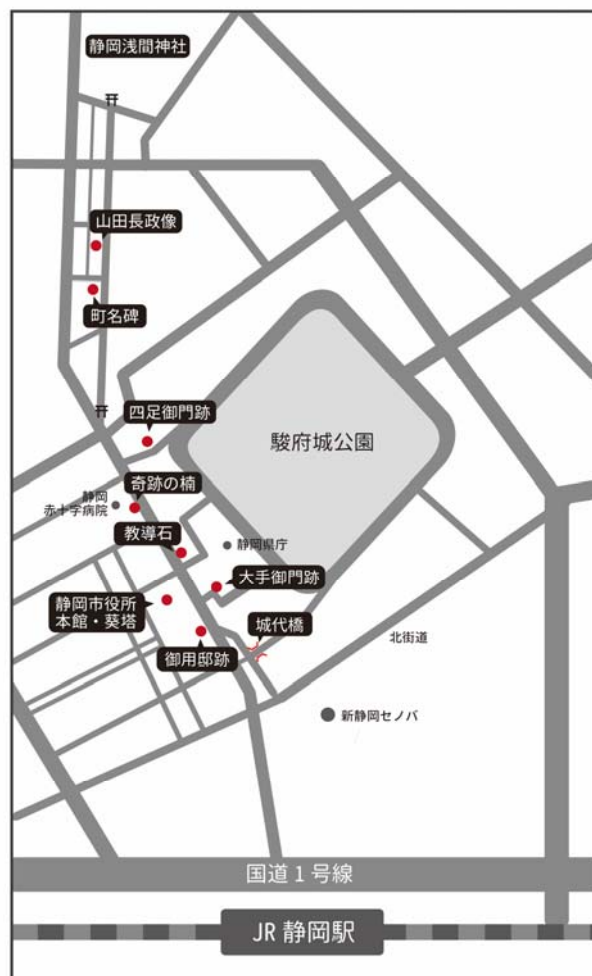 静岡浅間神社
山田長政像
町名碑
四足御門跡
駿府城公園
奇跡の楠
静岡
赤十字病院
教導石
静岡県庁
大手御門跡
静岡市役所
本館・葵塔
城代橋
御用邸跡
北街道
新静岡セノバ
国道1号線
JR 静岡駅